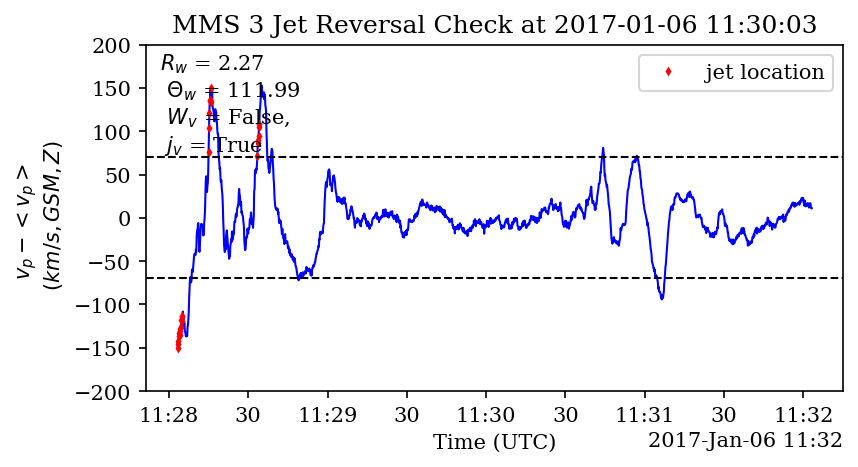 MMS 3 Jet Reversal Check at 2017-01-06 11:30:03
R_w = 2.27
Θ_w = 111.99
W_v = False,
j_v = True
jet location
v_p − < v_p >
(km/s, GSM, Z)
200
150
100
50
0
−50
−100
−150
−200
11:28 30 11:29 30 11:30 30 11:31 30 11:32
Time (UTC)
2017-Jan-06 11:32